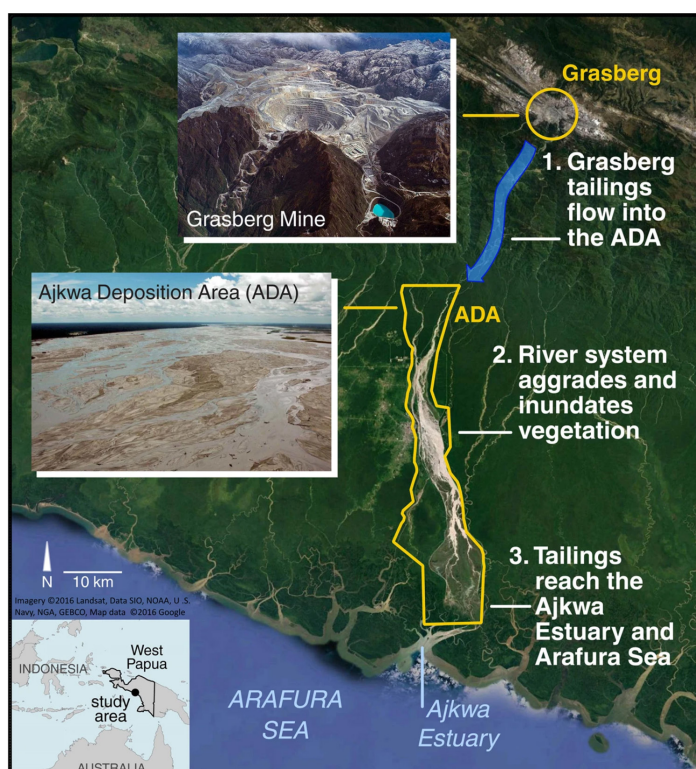 Grasberg
Grasberg Mine
1. Grasberg
tailings
flow into
the ADA
Ajkwa Deposition Area (ADA)
ADA
2. River system
aggrades and
inundates
vegetation
3. Tailings
reach the
Ajkwa
Estuary and
Arafura Sea
N
10 km
Imagery ©2016 Landsat, Data SIO, NOAA, U .S.
Navy, NGA, GEBCO, Map data ©2016 Google
West
Papua
INDONESIA
study
area
AUSTRALIA
ARAFURA
SEA
Ajkwa
Estuary